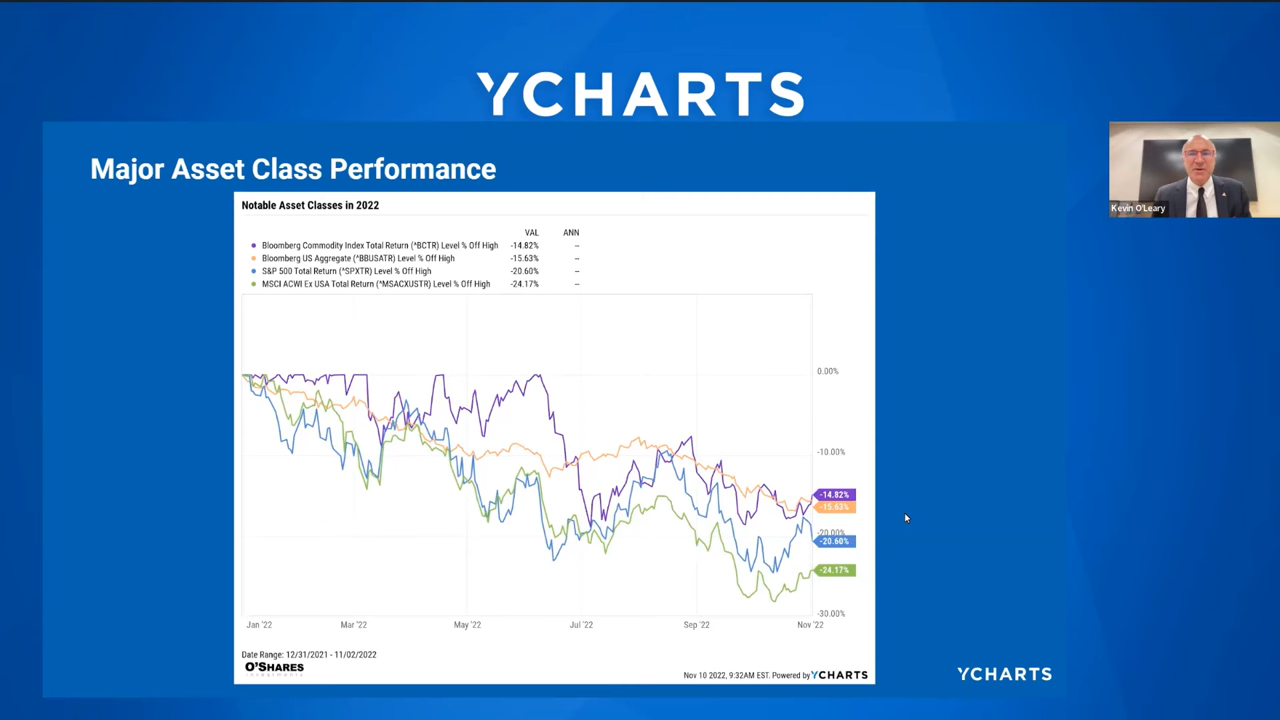 YCHARTS
Major Asset Class Performance
Kevin O'Leary
Notable Asset Classes in 2022
VAL ANN
Bloomberg Commodity Index Total Return (^BCTR) Level % Off High -14.82% --
Bloomberg US Aggregate (^BBUSATR) Level % Off High -15.63% --
S&P 500 Total Return (^SPXTR) Level % Off High -20.60% --
MSCI ACWI Ex USA Total Return (^MSACXUSTR) Level % Off High -24.17% --
0.00%
-10.00%
-14.82%
-15.63%
-20.00%
-20.60%
-24.17%
-30.00%
Jan '22 Mar '22 May '22 Jul '22 Sep '22 Nov '22
Date Range: 12/31/2021 - 11/02/2022
O'SHARES
investments
Nov 10 2022, 9:32AM EST. Powered by YCHARTS
YCHARTS